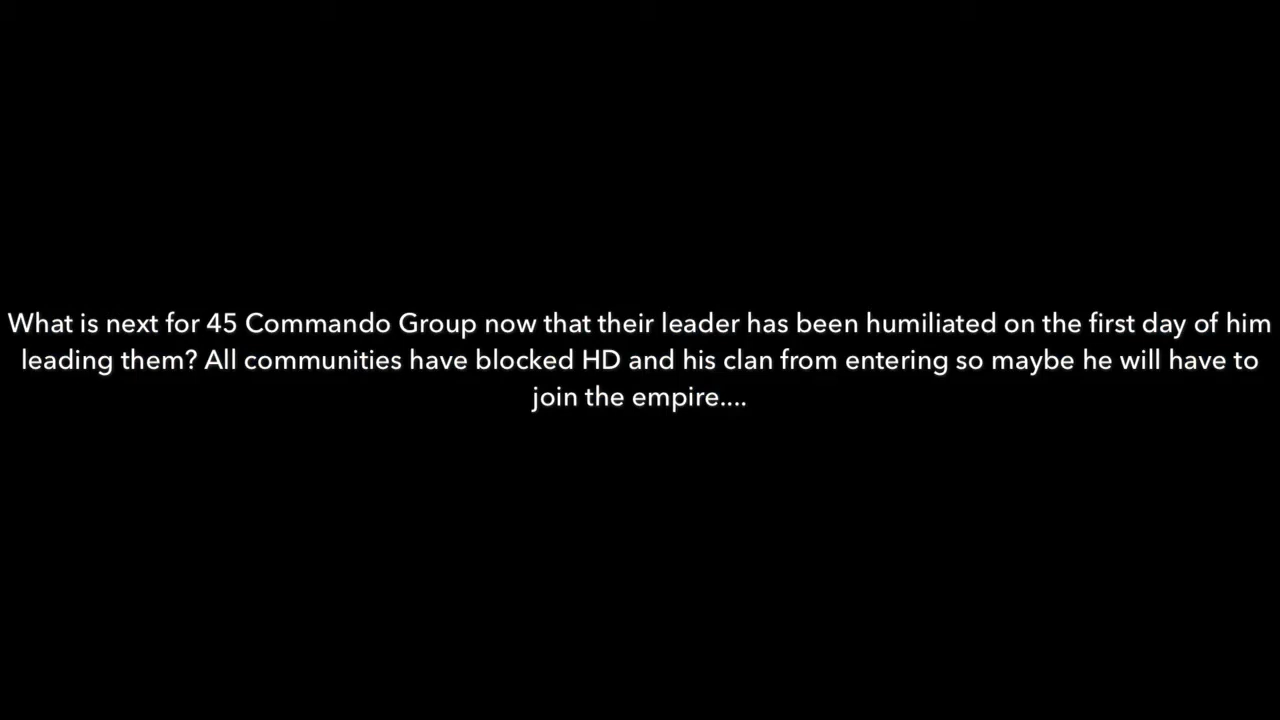 What is next for 45 Commando Group now that their leader has been humiliated on the first day of him
leading them? All communities have blocked HD and his clan from entering so maybe he will have to
join the empire....